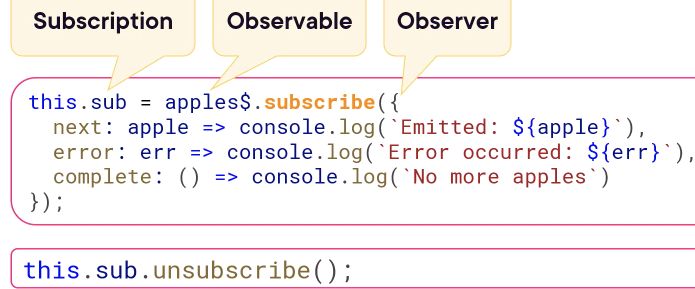 Subscription Observable Observer
this.sub = apples$.subscribe({
  next: apple => console.log(`Emitted: ${apple}`),
  error: err => console.log(`Error occurred: ${err}`),
  complete: () => console.log(`No more apples`)
});
this.sub.unsubscribe();